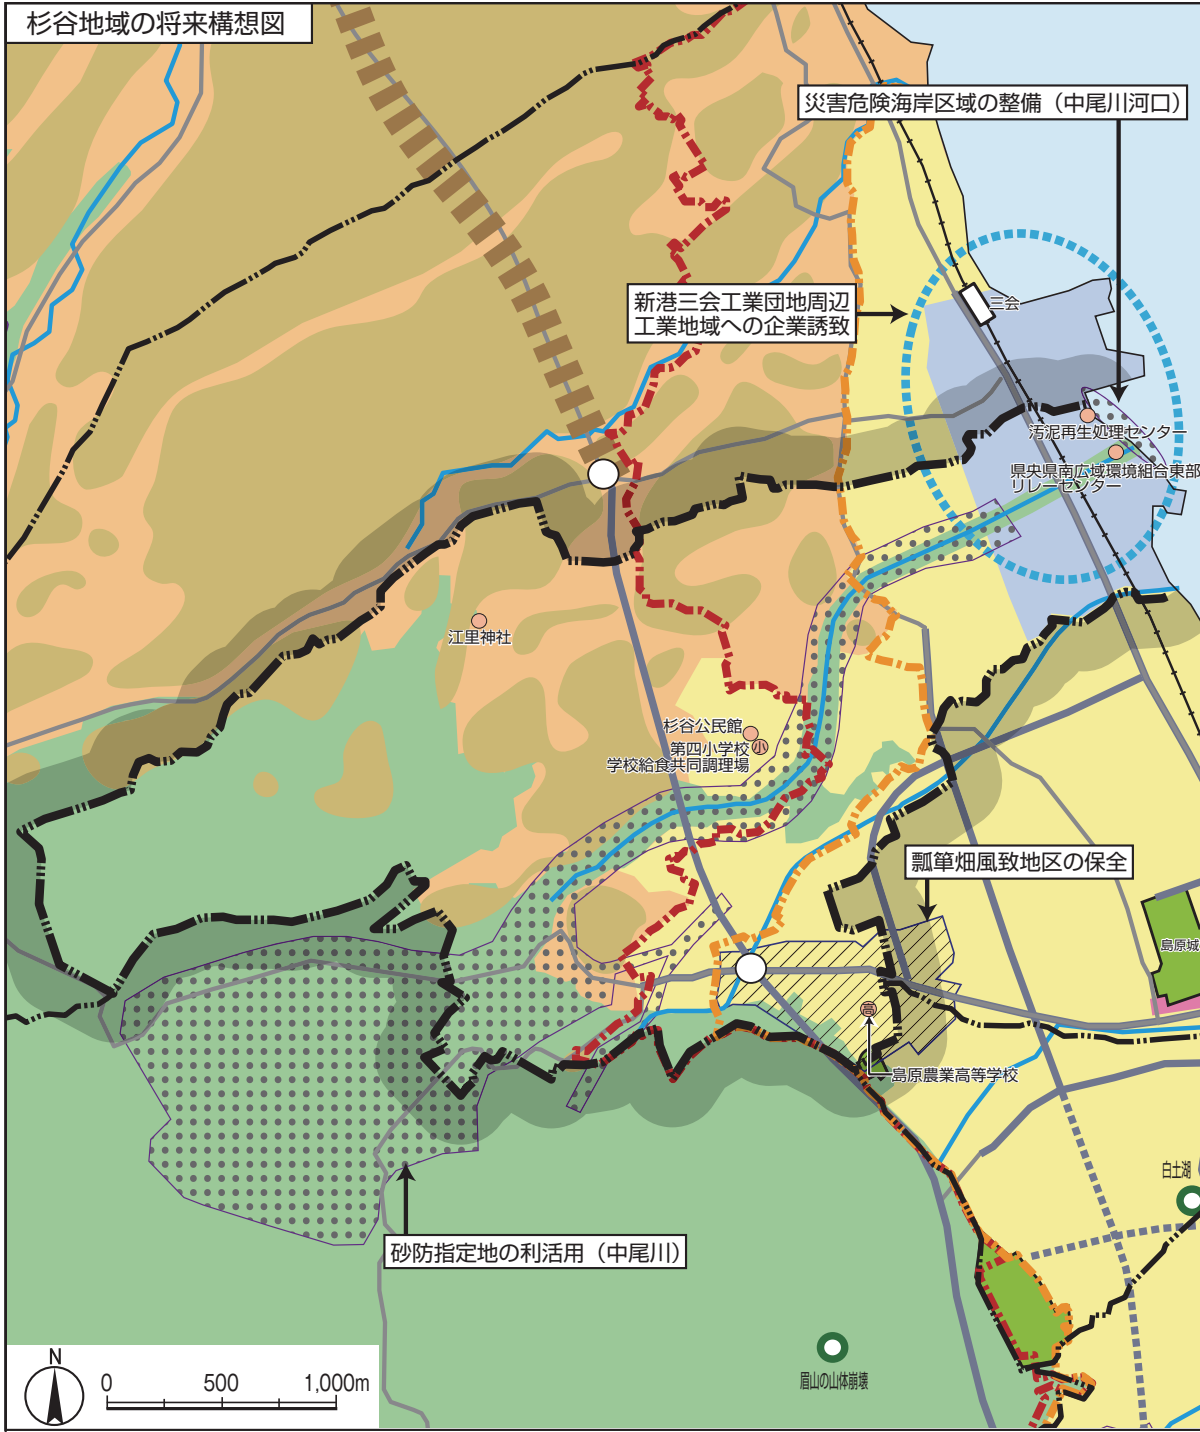 杉谷地域の将来構想図
災害危険海岸区域の整備（中尾川河口）
新港三会工業団地周辺
工業地域への企業誘致
三会
汚泥再生処理センター
県央県南広域環境組合東部
リレーセンター
江里神社
杉谷公民館
第四小学校
小
学校給食共同調理場
瓢箪畑風致地区の保全
島原城
高
島原農業高等学校
白土湖
砂防指定地の利活用（中尾川）
眉山の山体崩壊
N
0 500 1,000m